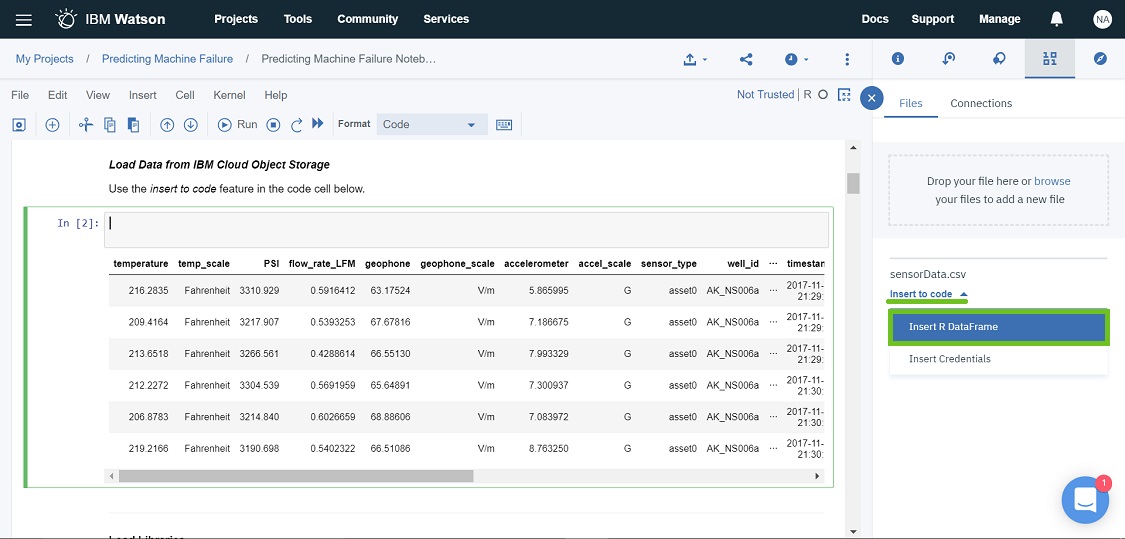 IBM Watson Projects Tools Community Services Docs Support Manage NA
My Projects / Predicting Machine Failure / Predicting Machine Failure Noteb…
File Edit View Insert Cell Kernel Help Not Trusted | R
Run Format Code
Load Data from IBM Cloud Object Storage
Use the insert to code feature in the code cell below.
In [2]:
temperature temp_scale PSI flow_rate_LFM geophone geophone_scale accelerometer accel_scale sensor_type well_id ··· timestan
216.2835 Fahrenheit 3310.929 0.5916412 63.17524 V/m 5.865995 G asset0 AK_NS006a ··· 2017-11-
21:29:
209.4164 Fahrenheit 3217.907 0.5393253 67.67816 V/m 7.186675 G asset0 AK_NS006a ··· 2017-11-
21:29:
213.6518 Fahrenheit 3266.561 0.4288614 66.55130 V/m 7.993329 G asset0 AK_NS006a ··· 2017-11-
21:29:
212.2272 Fahrenheit 3304.539 0.5691959 65.64891 V/m 7.300937 G asset0 AK_NS006a ··· 2017-11-
21:30:
206.8783 Fahrenheit 3214.840 0.6026659 68.88606 V/m 7.083972 G asset0 AK_NS006a ··· 2017-11-
21:30:
219.2166 Fahrenheit 3190.698 0.5402322 66.51086 V/m 8.763250 G asset0 AK_NS006a ··· 2017-11-
21:30:
Load Libraries
Files Connections
Drop your file here or browse
your files to add a new file
sensorData.csv
Insert to code
Insert R DataFrame
Insert Credentials
1